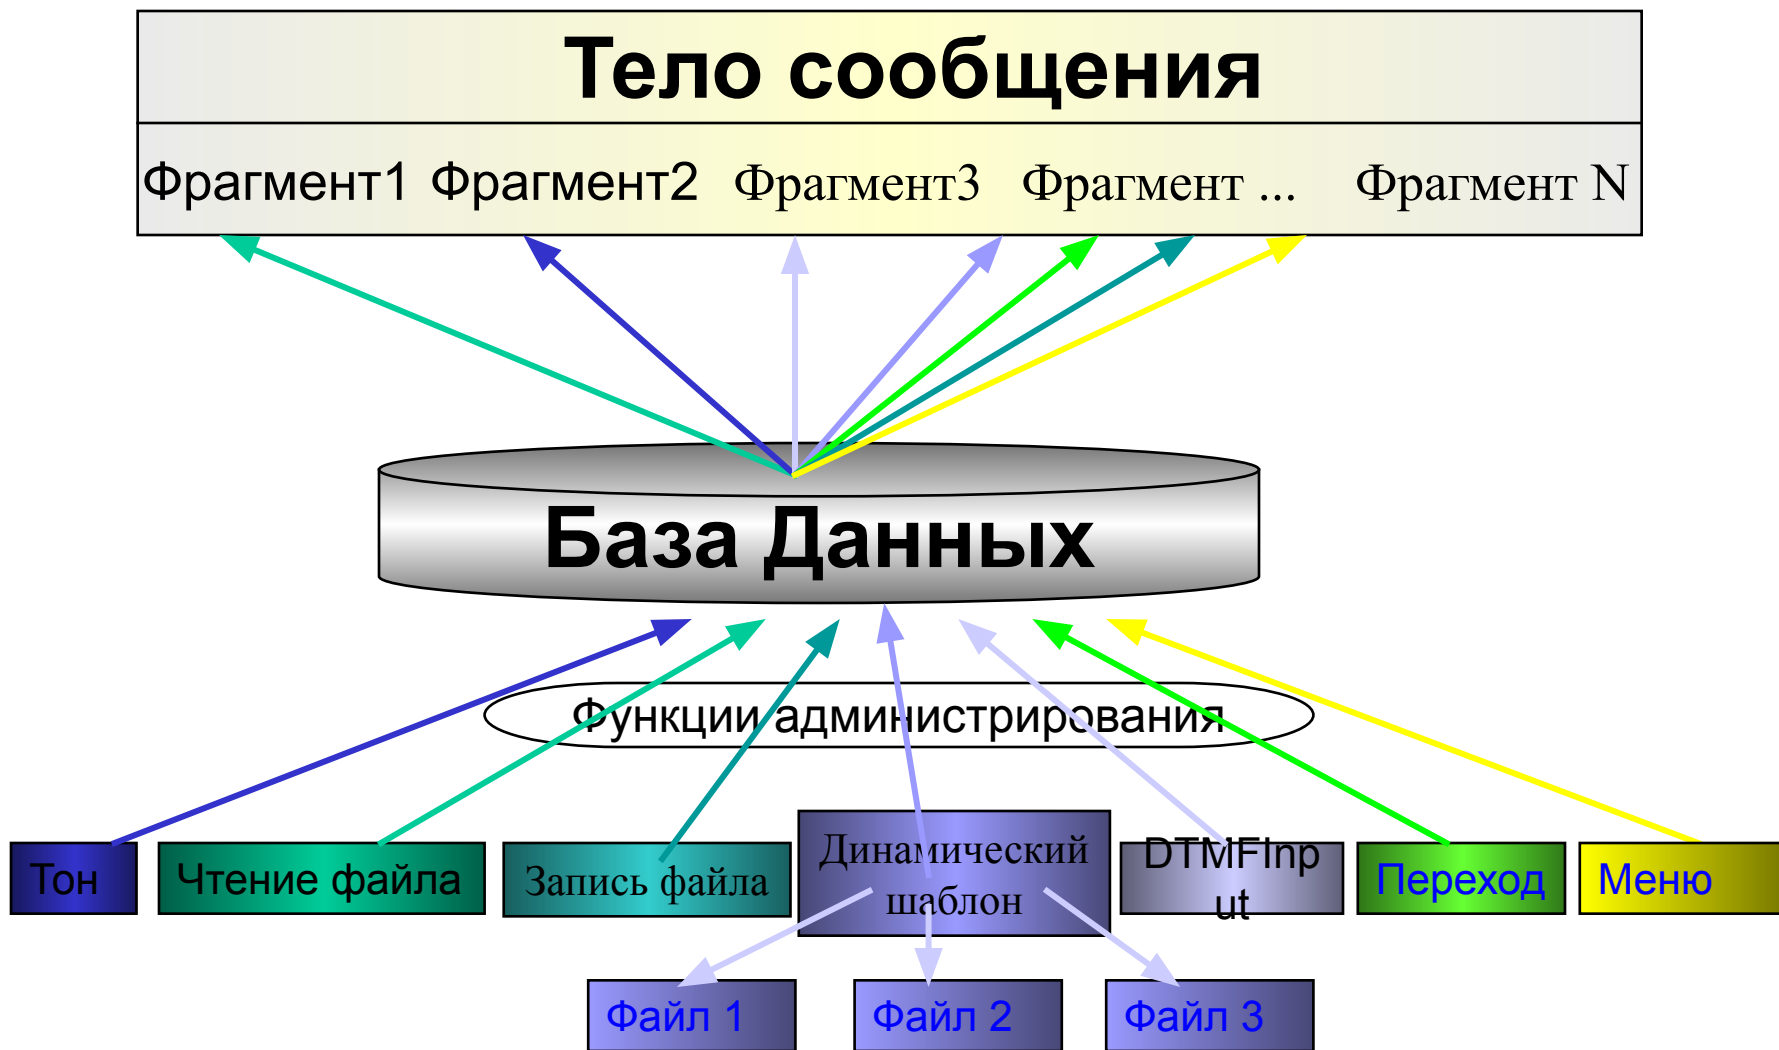 Тело сообщения
Фрагмент1 Фрагмент2 Фрагмент3 Фрагмент ... Фрагмент N
База Данных
Функции администрирования
Тон
Чтение файла
Запись файла
Динамический
шаблон
DTMFInp
ut
Переход
Меню
Файл 1
Файл 2
Файл 3